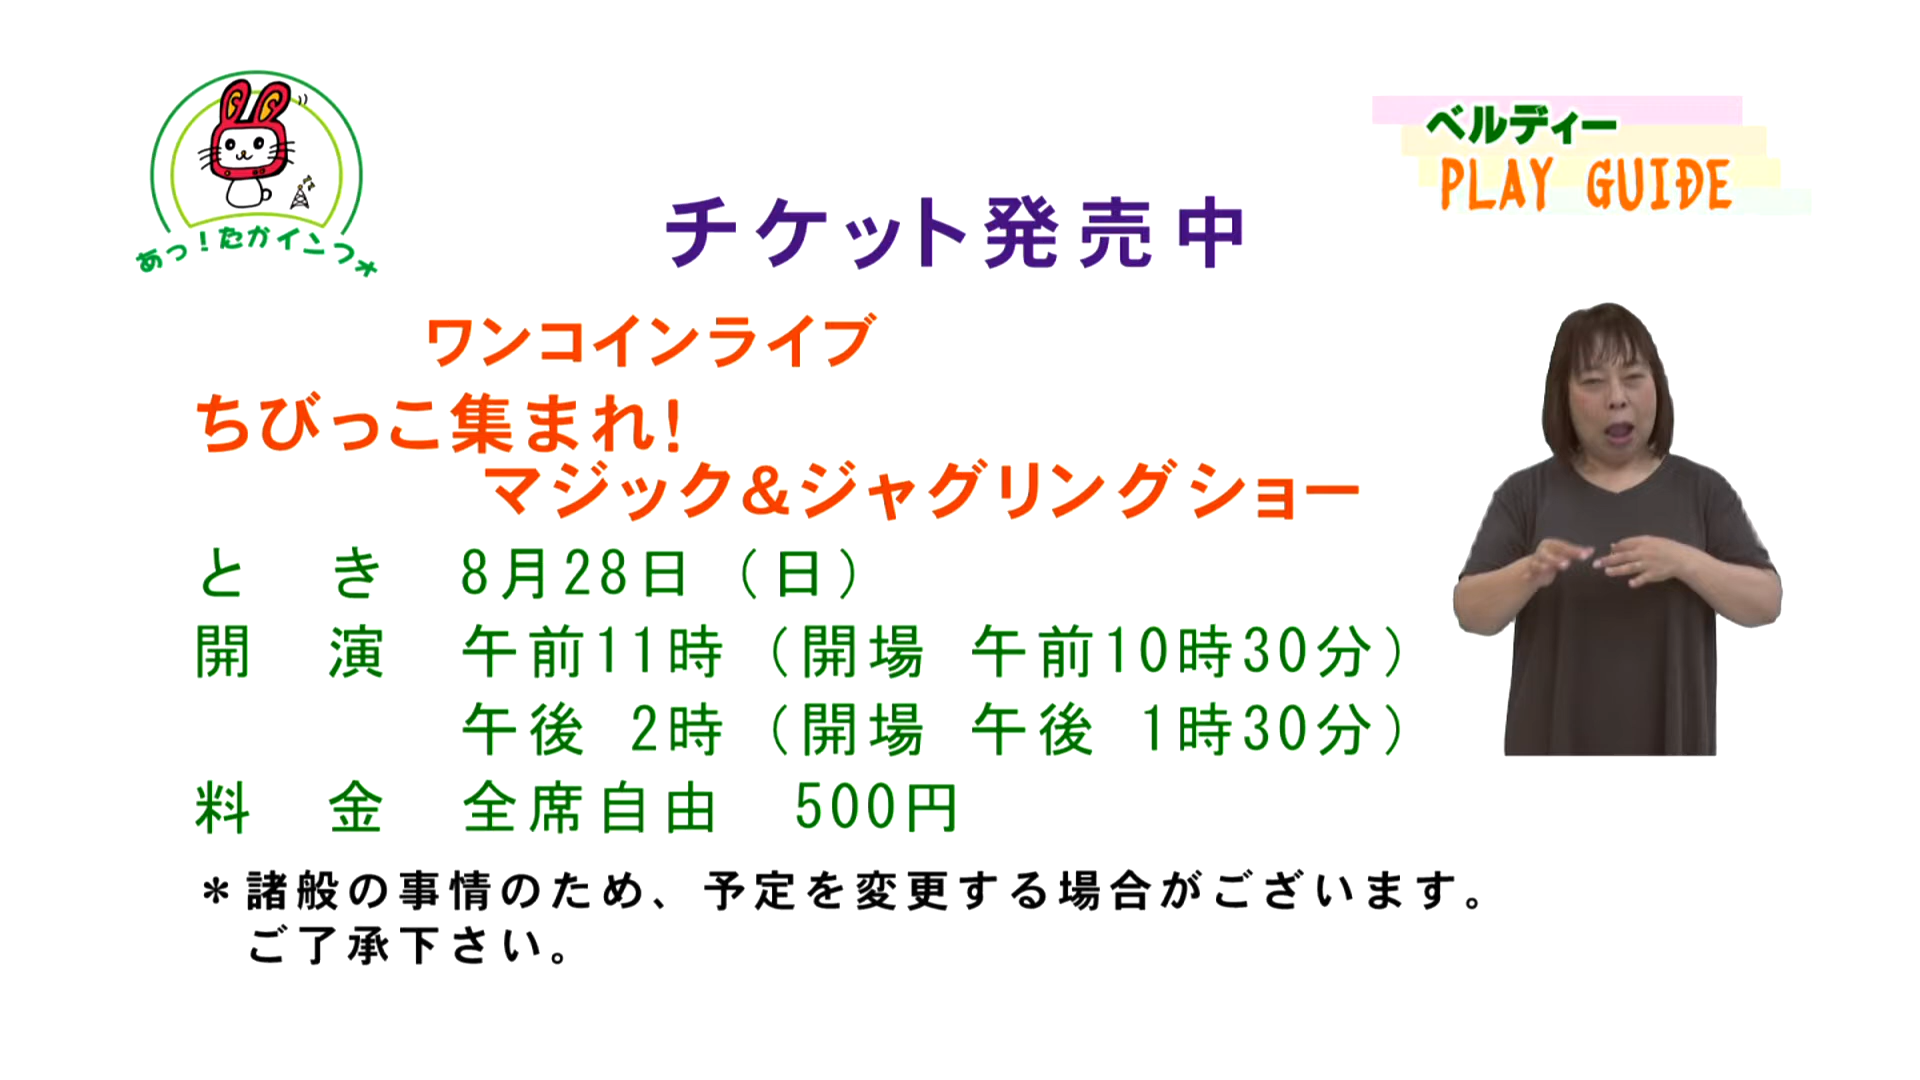 あっ！たかインフォ
ベルディー
PLAY GUIDE
チケット発売中
ワンコインライブ
ちびっこ集まれ！
マジック＆ジャグリングショー
と　き　8月28日（日）
開　演　午前11時（開場 午前10時30分）
午後 2時（開場 午後 1時30分）
料　金　全席自由　500円
＊諸般の事情のため、予定を変更する場合がございます。
ご了承下さい。